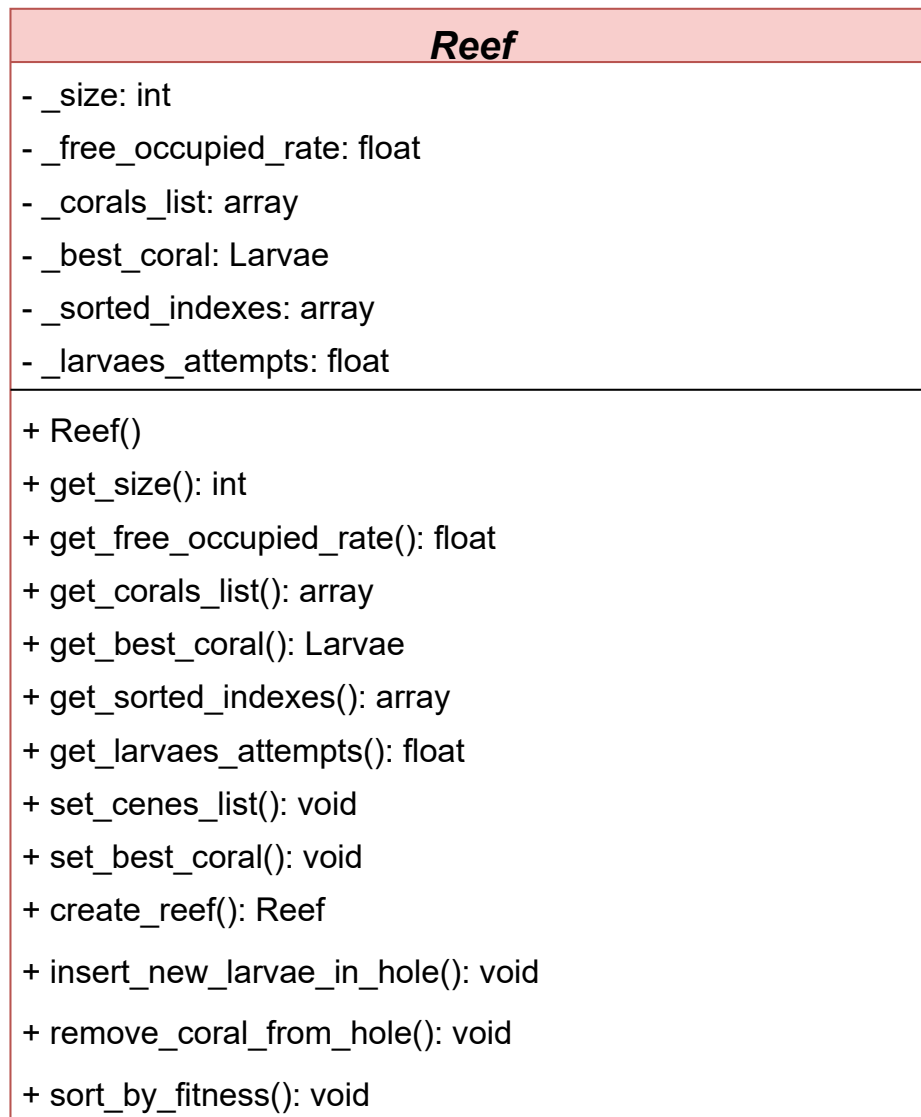 Reef
- _size: int
- _free_occupied_rate: float
- _corals_list: array
- _best_coral: Larvae
- _sorted_indexes: array
- _larvaes_attempts: float
+ Reef()
+ get_size(): int
+ get_free_occupied_rate(): float
+ get_corals_list(): array
+ get_best_coral(): Larvae
+ get_sorted_indexes(): array
+ get_larvaes_attempts(): float
+ set_cenes_list(): void
+ set_best_coral(): void
+ create_reef(): Reef
+ insert_new_larvae_in_hole(): void
+ remove_coral_from_hole(): void
+ sort_by_fitness(): void